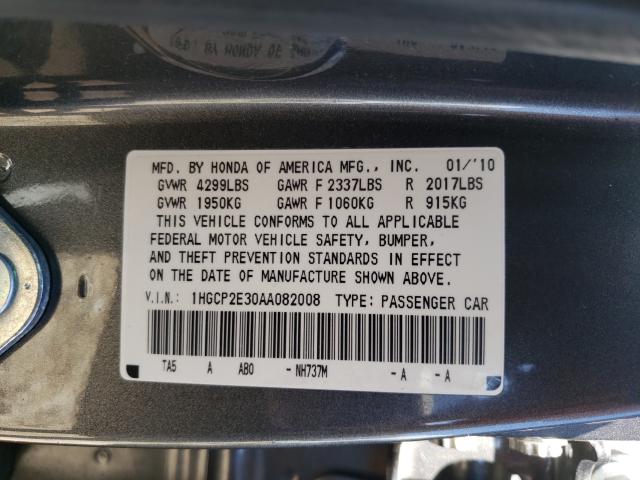 MFD. BY HONDA OF AMERICA MFG., INC. 01/'10
GVWR 4299LBS GAWR F 2337LBS R 2017LBS
GVWR 1950KG GAWR F 1060KG R 915KG
THIS VEHICLE CONFORMS TO ALL APPLICABLE
FEDERAL MOTOR VEHICLE SAFETY, BUMPER,
AND THEFT PREVENTION STANDARDS IN EFFECT
ON THE DATE OF MANUFACTURE SHOWN ABOVE.
V.I.N.: 1HGCP2E30AA082008 TYPE: PASSENGER CAR
TA5 A AB0 - NH737M - A - A